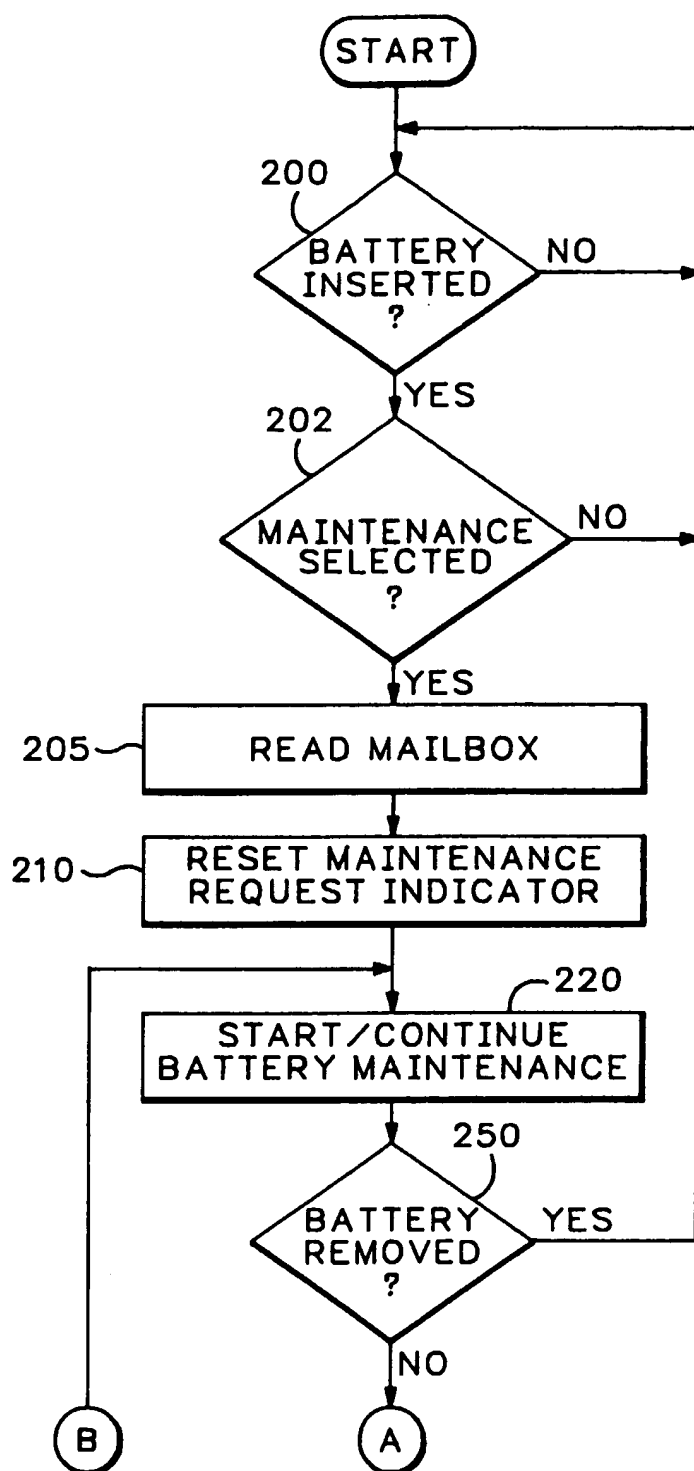 START
200
BATTERY
INSERTED
?
NO
YES
202
MAINTENANCE
SELECTED
?
NO
YES
205
READ MAILBOX
210
RESET MAINTENANCE
REQUEST INDICATOR
220
START/CONTINUE
BATTERY MAINTENANCE
250
BATTERY
REMOVED
?
YES
NO
B
A